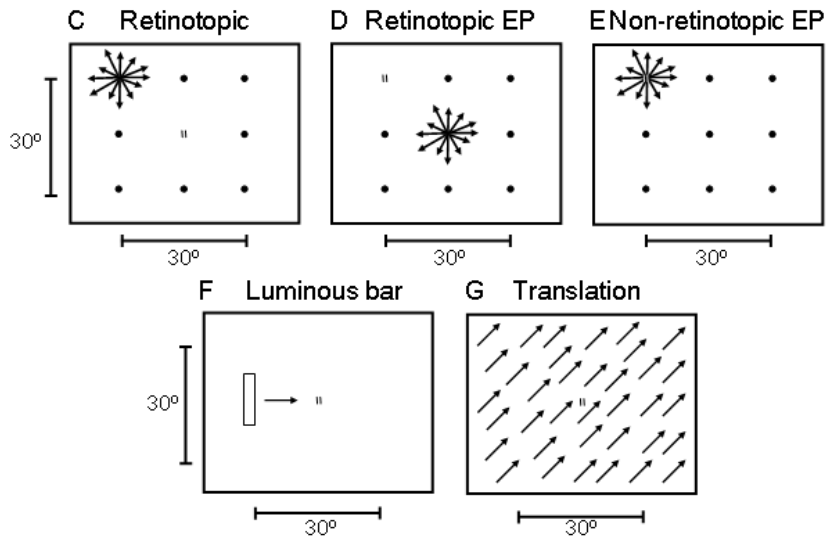 C Retinotopic
D Retinotopic EP
E Non-retinotopic EP
30º
30º
30º
30º
F Luminous bar
G Translation
30º
30º
30º